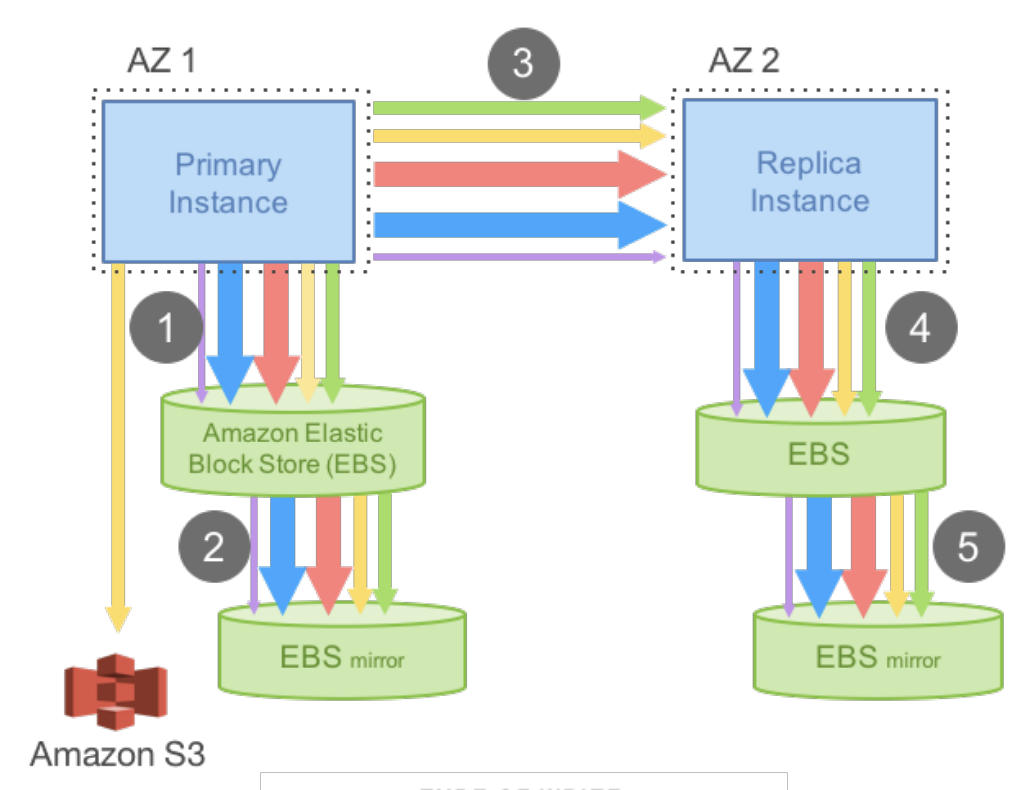 AZ 1
3
AZ 2
Primary
Instance
Replica
Instance
1
4
Amazon Elastic
Block Store (EBS)
EBS
2
5
EBS mirror
EBS mirror
Amazon S3